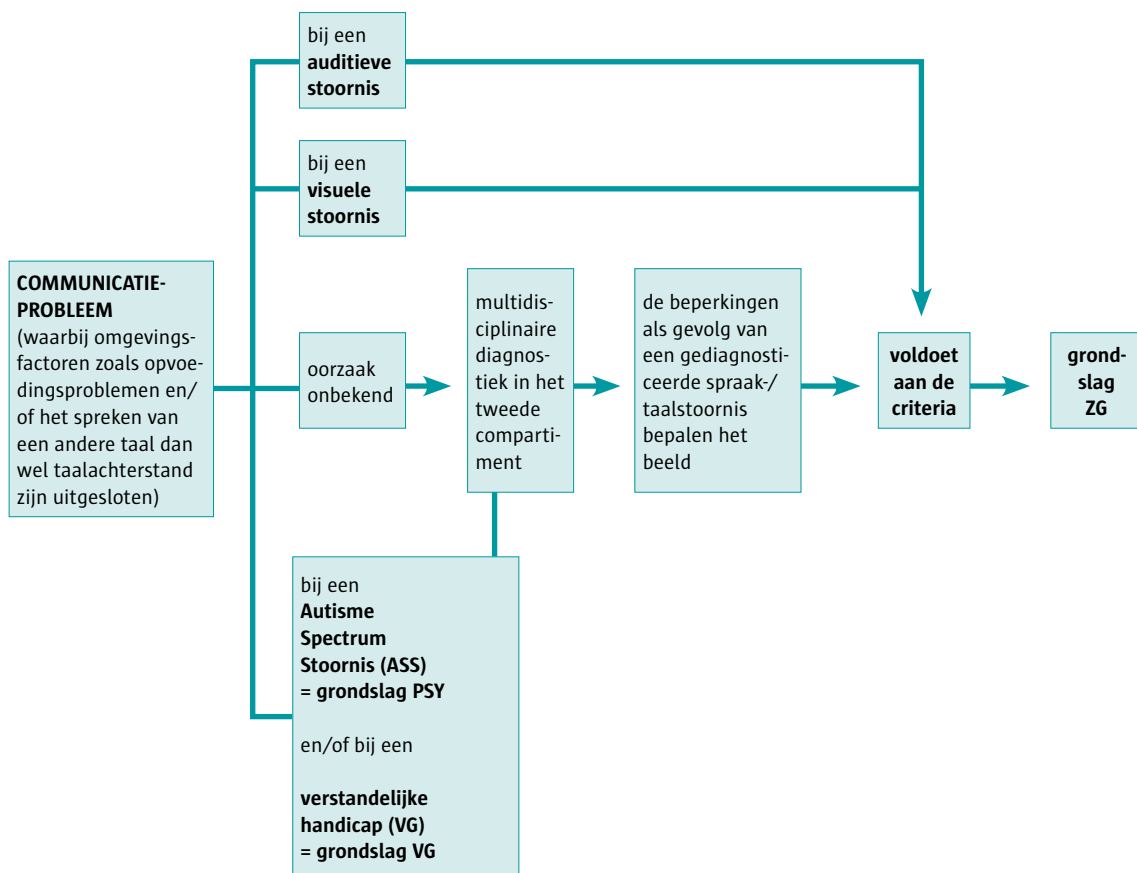 bij een
auditieve
stoornis
bij een
visuele
stoornis
COMMUNICATIE-
PROBLEEM
(waarbij omgevings-
factoren zoals opvoe-
dingsproblemen en/
of het spreken van
een andere taal dan
wel taalachterstand
zijn uitgesloten)
oorzaak
onbekend
multidis-
ciplinaire
diagnos-
tiek in het
tweede
comparti-
ment
de beperkingen
als gevolg van
een gediagnosti-
ceerde spraak-/
taalstoornis
bepalen het
beeld
voldoet
aan de
criteria
grond-
slag
ZG
bij een
Autisme
Spectrum
Stoornis (ASS)
= grondslag PSY
en/of bij een
verstandelijke
handicap (VG)
= grondslag VG